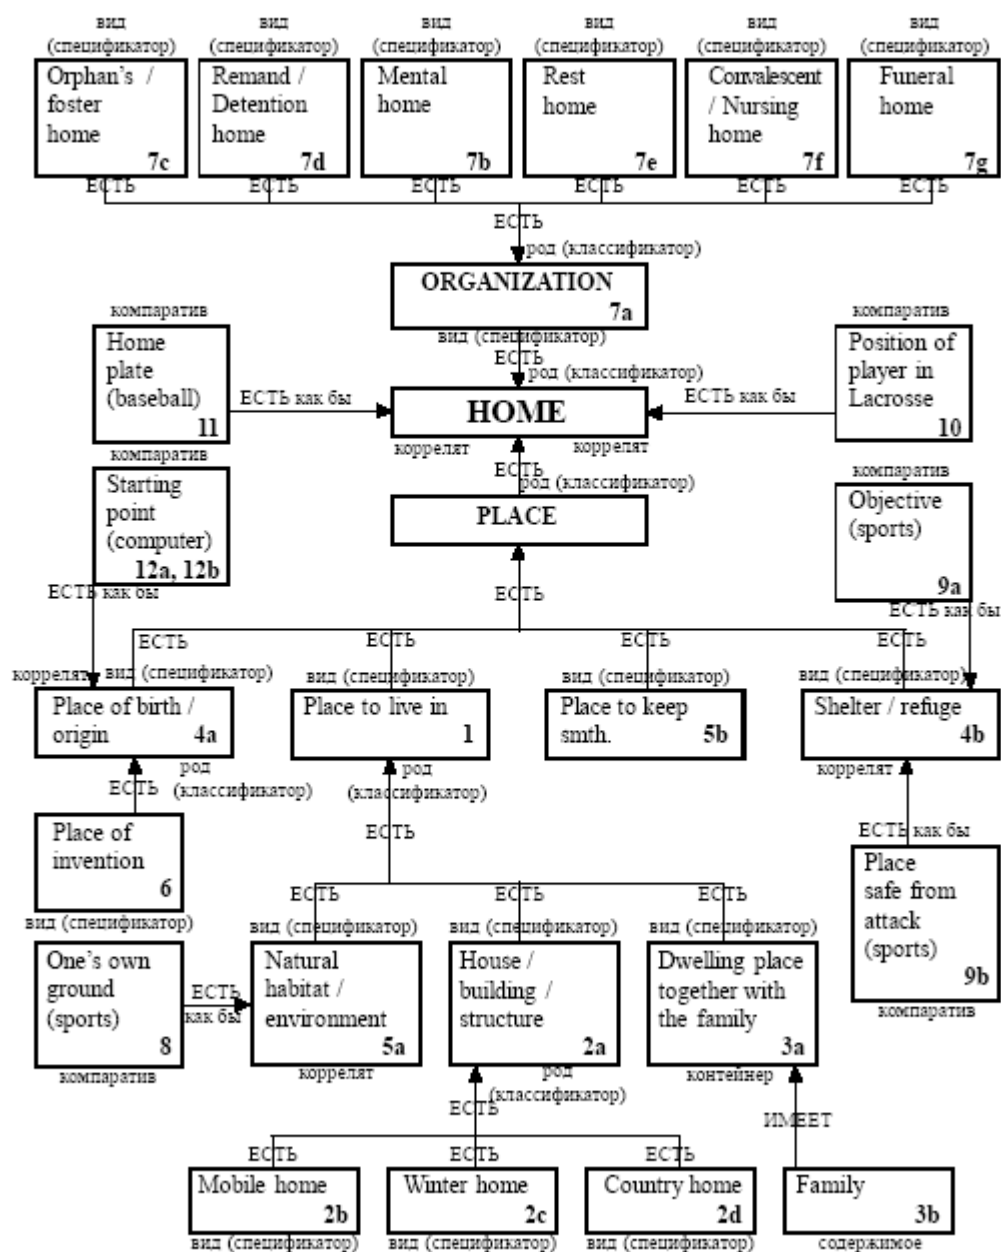 вид
(спецификатор)
Orphan's /
foster
home
7c
ЕСТЬ
вид
(спецификатор)
Remand /
Detention
home
7d
ЕСТЬ
вид
(спецификатор)
Mental
home
7b
ЕСТЬ
вид
(спецификатор)
Rest
home
7e
ЕСТЬ
вид
(спецификатор)
Convalescent
/ Nursing
home
7f
ЕСТЬ
вид
(спецификатор)
Funeral
home
7g
ЕСТЬ
ЕСТЬ
род (классификатор)
ORGANIZATION
7a
вид (спецификатор)
ЕСТЬ
род (классификатор)
компаратив
Home
plate
(baseball)
11
ЕСТЬ как бы
HOME
коррелят
коррелят
компаратив
Position of
player in
Lacrosse
10
ЕСТЬ как бы
ЕСТЬ
род (классификатор)
PLACE
ЕСТЬ
компаратив
Starting
point
(computer)
12a, 12b
ЕСТЬ как бы
компаратив
Objective
(sports)
9a
ЕСТЬ как бы
ЕСТЬ
ЕСТЬ
ЕСТЬ
ЕСТЬ
коррелят
вид (спецификатор)
Place of birth /
origin
4a
род
(классификатор)
вид (спецификатор)
Place to live in
1
род
(классификатор)
вид (спецификатор)
Place to keep
smth.
5b
вид (спецификатор)
Shelter / refuge
4b
коррелят
ЕСТЬ
Place of
invention
6
вид (спецификатор)
ЕСТЬ
ЕСТЬ как бы
Place
safe from
attack
(sports)
9b
компаратив
ЕСТЬ
ЕСТЬ
ЕСТЬ
One's own
ground
(sports)
8
компаратив
ЕСТЬ
как бы
вид (спецификатор)
Natural
habitat /
environment
5a
коррелят
вид (спецификатор)
House /
building /
structure
2a
род
(классификатор)
вид (спецификатор)
Dwelling place
together with
the family
3a
контейнер
ЕСТЬ
ИМЕЕТ
ЕСТЬ
ЕСТЬ
ЕСТЬ
Mobile home
2b
вид (спецификатор)
Winter home
2c
вид (спецификатор)
Country home
2d
вид (спецификатор)
Family
3b
содержимое